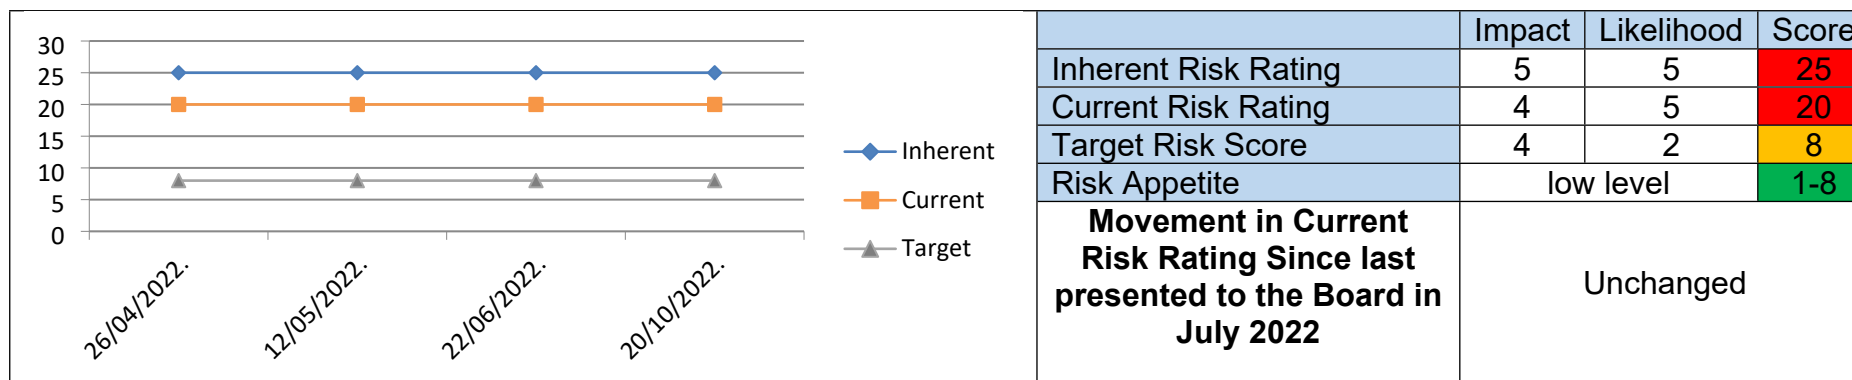 30
25
20
15
10
5
0
26/04/2022.
12/05/2022.
22/06/2022.
20/10/2022.
Inherent
Current
Target
Impact Likelihood Score
Inherent Risk Rating 5 5 25
Current Risk Rating 4 5 20
Target Risk Score 4 2 8
Risk Appetite low level 1-8
Movement in Current
Risk Rating Since last
presented to the Board in
July 2022
Unchanged